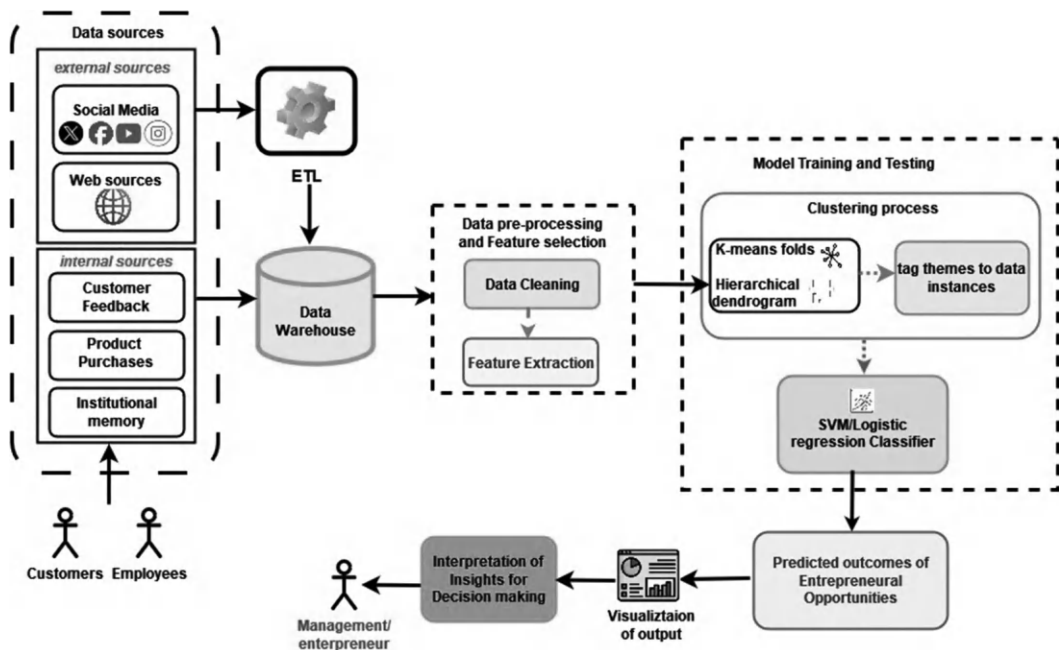 Data sources
external sources
Social Media
Web sources
internal sources
Customer
Feedback
Product
Purchases
Institutional
memory
Customers
Employees
ETL
Data
Warehouse
Data pre-processing
and Feature selection
Data Cleaning
Feature Extraction
Model Training and Testing
Clustering process
K-means folds
Hierarchical
dendrogram
tag themes to data
instances
SVM/Logistic
regression Classifier
Predicted outcomes of
Entrepreneural
Opportunities
Visualiztaion
of output
Interpretation of
Insights for
Decision making
Management/
enterpreneur